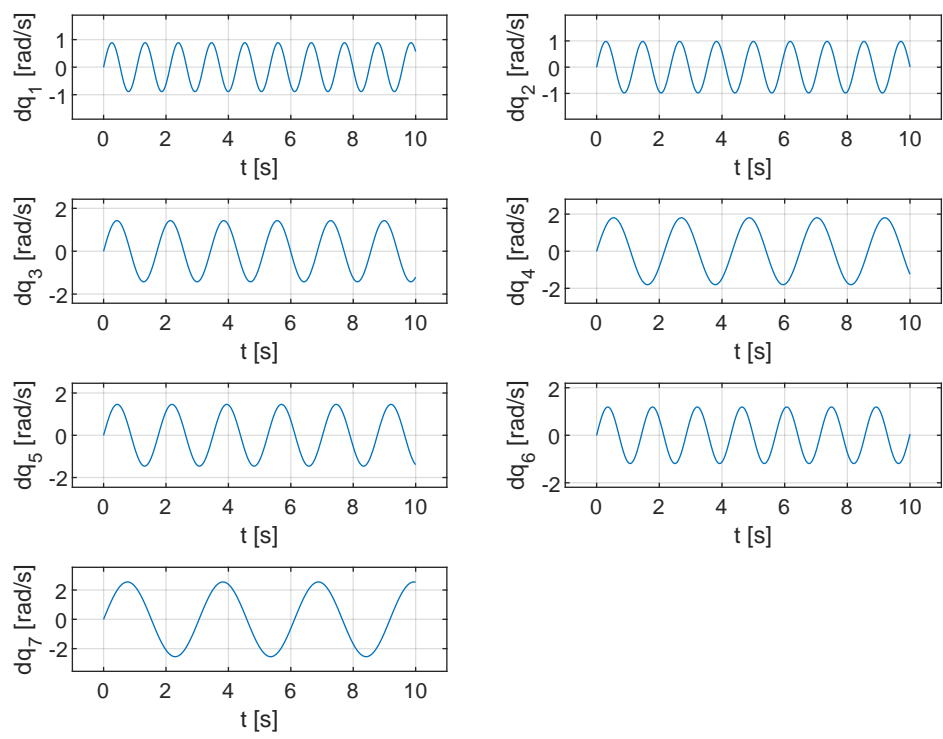 dq1 [rad/s]
1
0
-1
0 2 4 6 8 10
t [s]
dq2 [rad/s]
1
0
-1
0 2 4 6 8 10
t [s]
dq3 [rad/s]
2
0
-2
0 2 4 6 8 10
t [s]
dq4 [rad/s]
2
0
-2
0 2 4 6 8 10
t [s]
dq5 [rad/s]
2
0
-2
0 2 4 6 8 10
t [s]
dq6 [rad/s]
2
0
-2
0 2 4 6 8 10
t [s]
dq7 [rad/s]
2
0
-2
0 2 4 6 8 10
t [s]